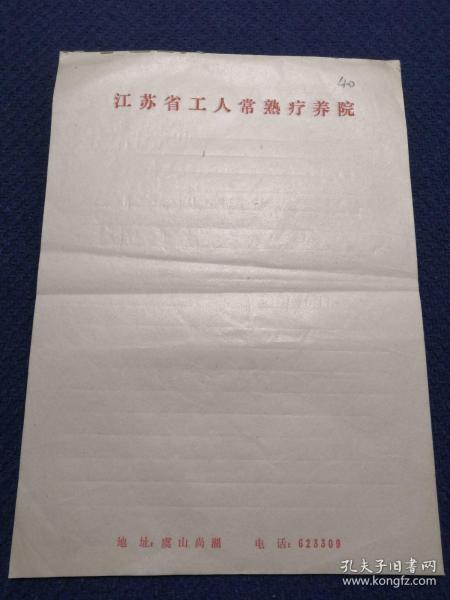 40
江苏省工人常熟疗养院
地 址：虞山尚湖 电 话：623309
孔夫子旧书网
www.kongfz.com